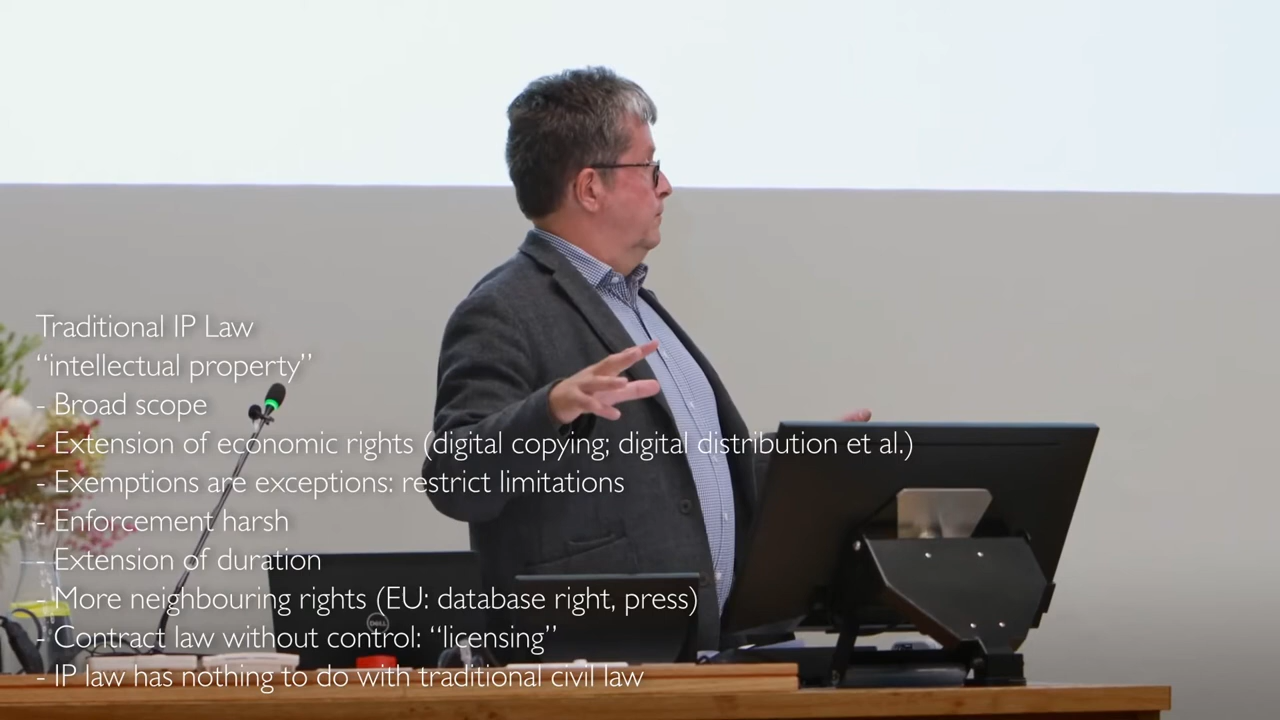 Traditional IP Law
“intellectual property”
- Broad scope
- Extension of economic rights (digital copying; digital distribution et al.)
- Exemptions are exceptions: restrict limitations
- Enforcement harsh
- Extension of duration
- More neighbouring rights (EU: database right, press)
- Contract law without control: “licensing”
- IP law has nothing to do with traditional civil law
DELL